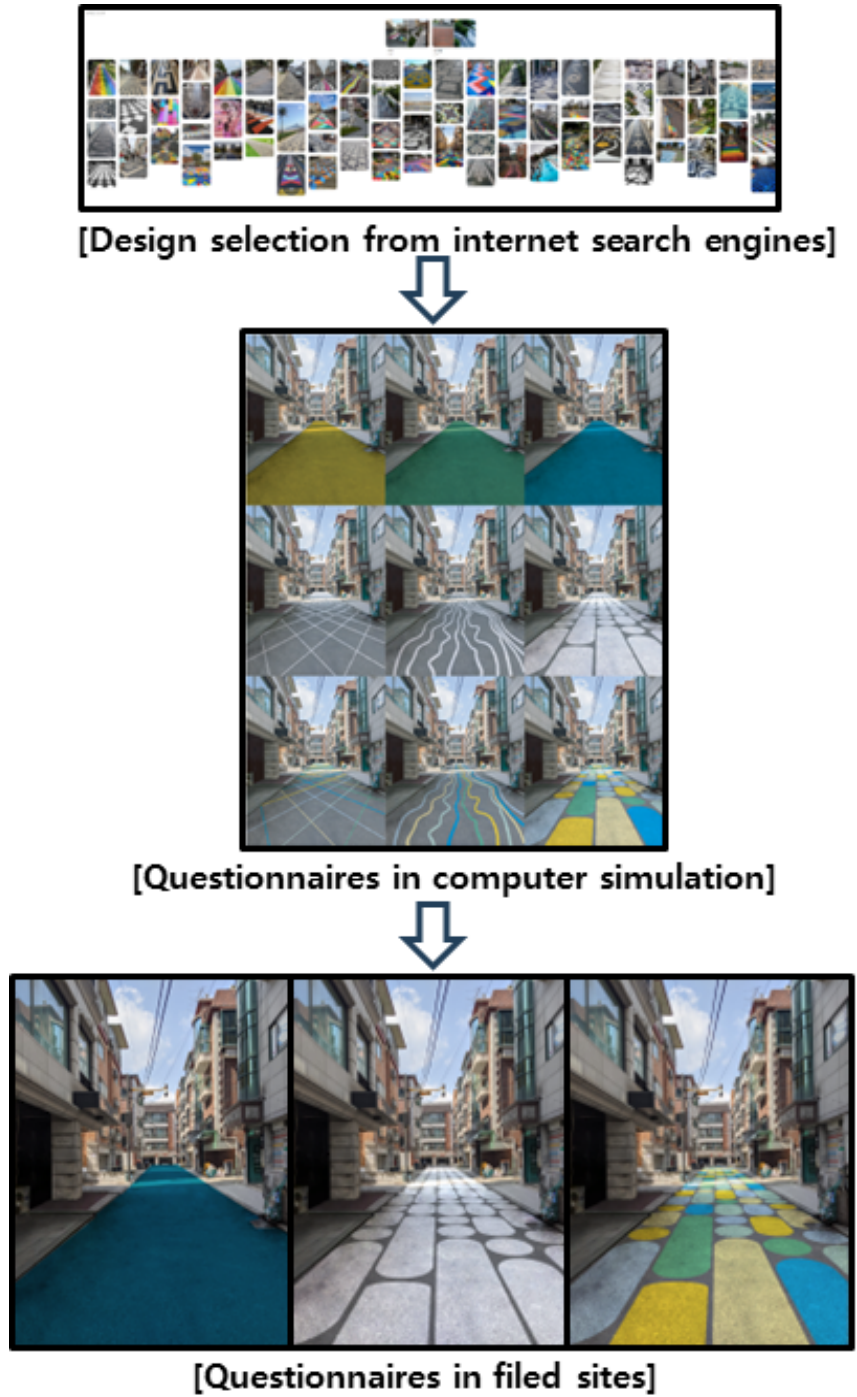 [Design selection from internet search engines]
[Questionnaires in computer simulation]
[Questionnaires in filed sites]